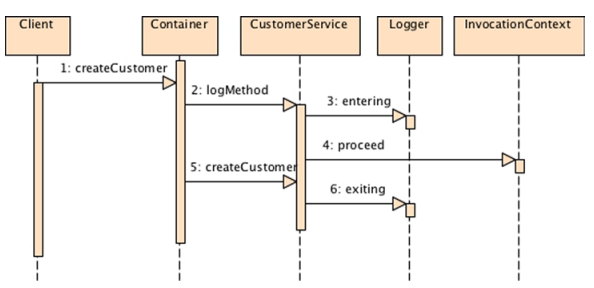 Client
Container
CustomerService
Logger
InvocationContext
1: createCustomer
2: logMethod
3: entering
4: proceed
5: createCustomer
6: exiting